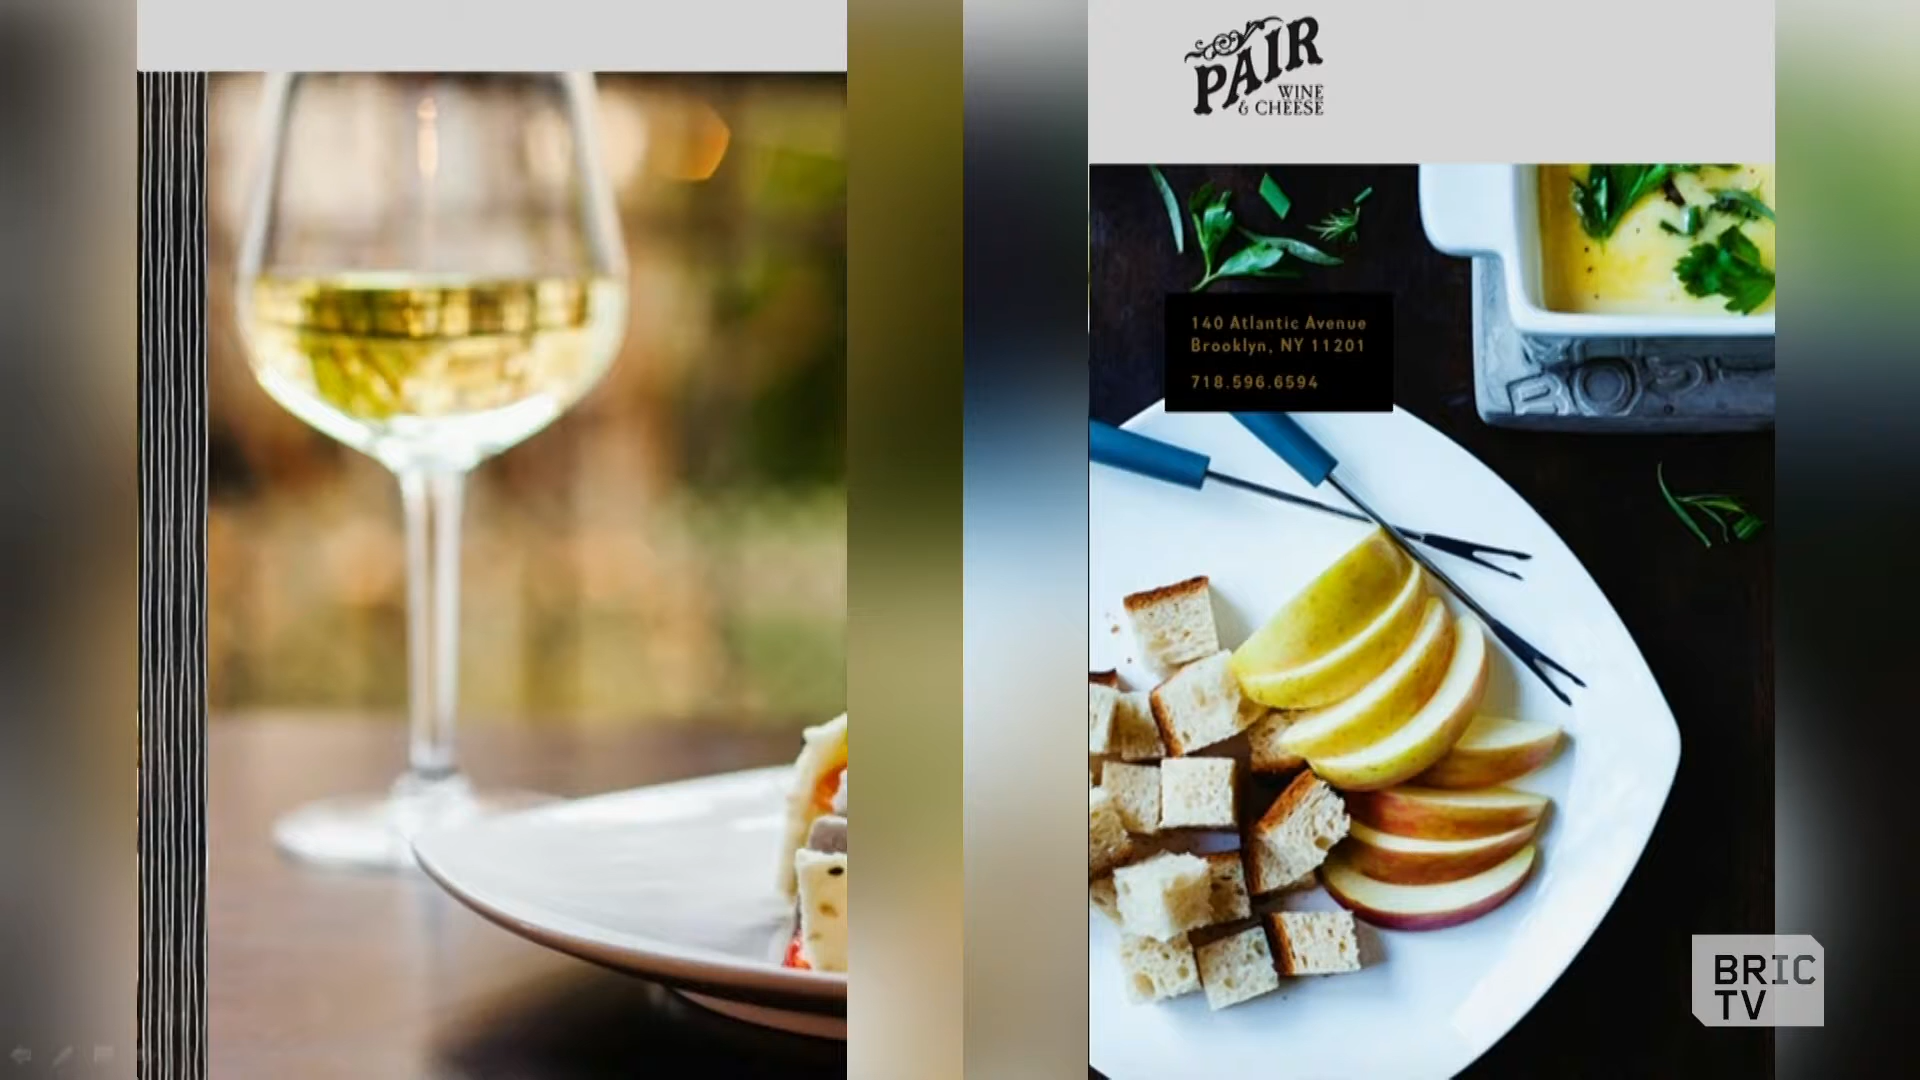 PAIR
WINE
& CHEESE
140 Atlantic Avenue
Brooklyn, NY 11201
718.596.6594
BRIC
TV